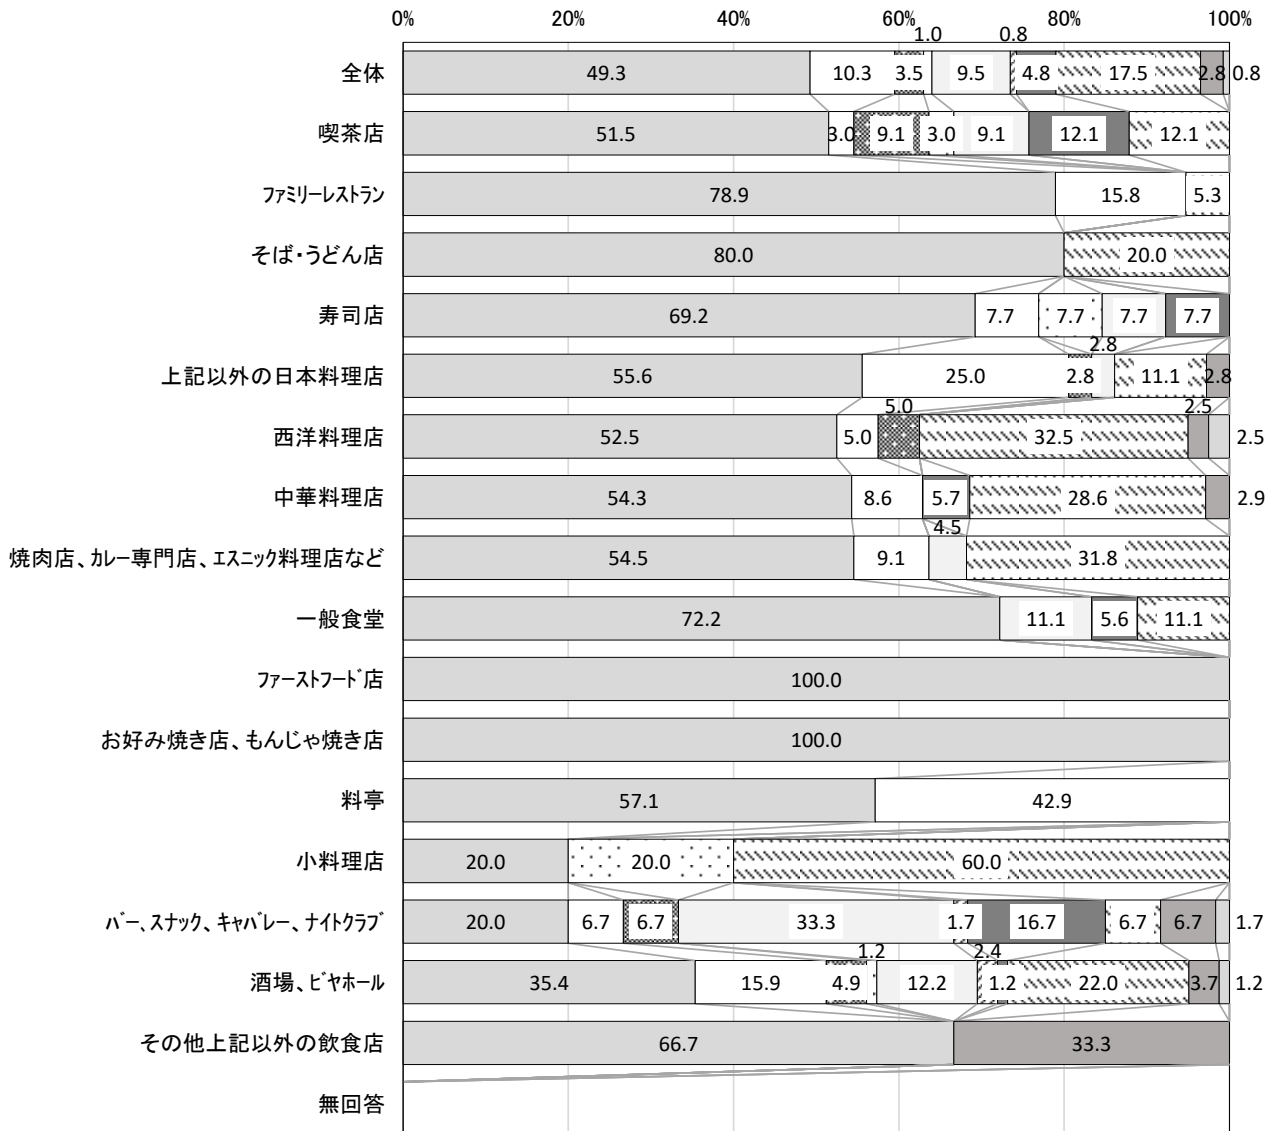 0% 20% 40% 60% 80% 100%
1.0 0.8
全体 49.3 10.3 3.5 9.5 4.8 17.5 2.8 0.8
喫茶店 51.5 3.0 9.1 3.0 9.1 12.1 12.1
ファミリーレストラン 78.9 15.8 5.3
そば・うどん店 80.0 20.0
寿司店 69.2 7.7 7.7 7.7 7.7
2.8
上記以外の日本料理店 55.6 25.0 2.8 11.1 2.8
5.0 2.5
西洋料理店 52.5 5.0 32.5 2.5
中華料理店 54.3 8.6 5.7 28.6 2.9
4.5
焼肉店、カレー専門店、エスニック料理店など 54.5 9.1 31.8
一般食堂 72.2 11.1 5.6 11.1
ファーストフード店 100.0
お好み焼き店、もんじゃ焼き店 100.0
料亭 57.1 42.9
小料理店 20.0 20.0 60.0
バー、スナック、キャバレー、ナイトクラブ 20.0 6.7 6.7 33.3 1.7 16.7 6.7 6.7 1.7
1.2 2.4
酒場、ビヤホール 35.4 15.9 4.9 12.2 1.2 22.0 3.7 1.2
その他上記以外の飲食店 66.7 33.3
無回答